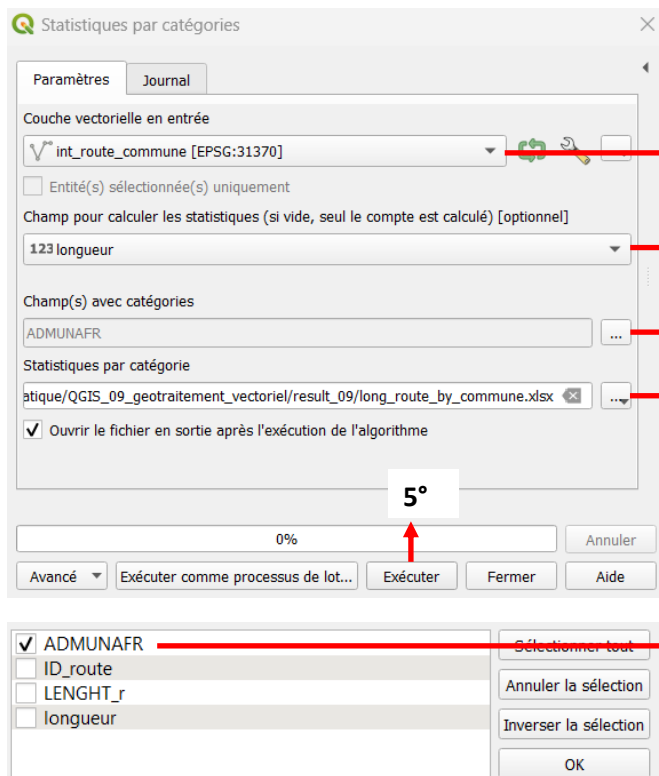 Statistiques par catégories
Paramètres
Journal
Couche vectorielle en entrée
int_route_commune [EPSG:31370]
Entité(s) sélectionnée(s) uniquement
Champ pour calculer les statistiques (si vide, seul le compte est calculé) [optionnel]
123 longueur
Champ(s) avec catégories
ADMUNAFR
...
Statistiques par catégorie
atique/QGIS_09_geotraitement_vectoriel/result_09/long_route_by_commune.xlsx
...
Ouvrir le fichier en sortie après l'exécution de l'algorithme
5°
0%
Annuler
Avancé
Exécuter comme processus de lot...
Exécuter
Fermer
Aide
ADMUNAFR
Sélectionner tout
ID_route
LENGHT_r
Annuler la sélection
longueur
Inverser la sélection
OK